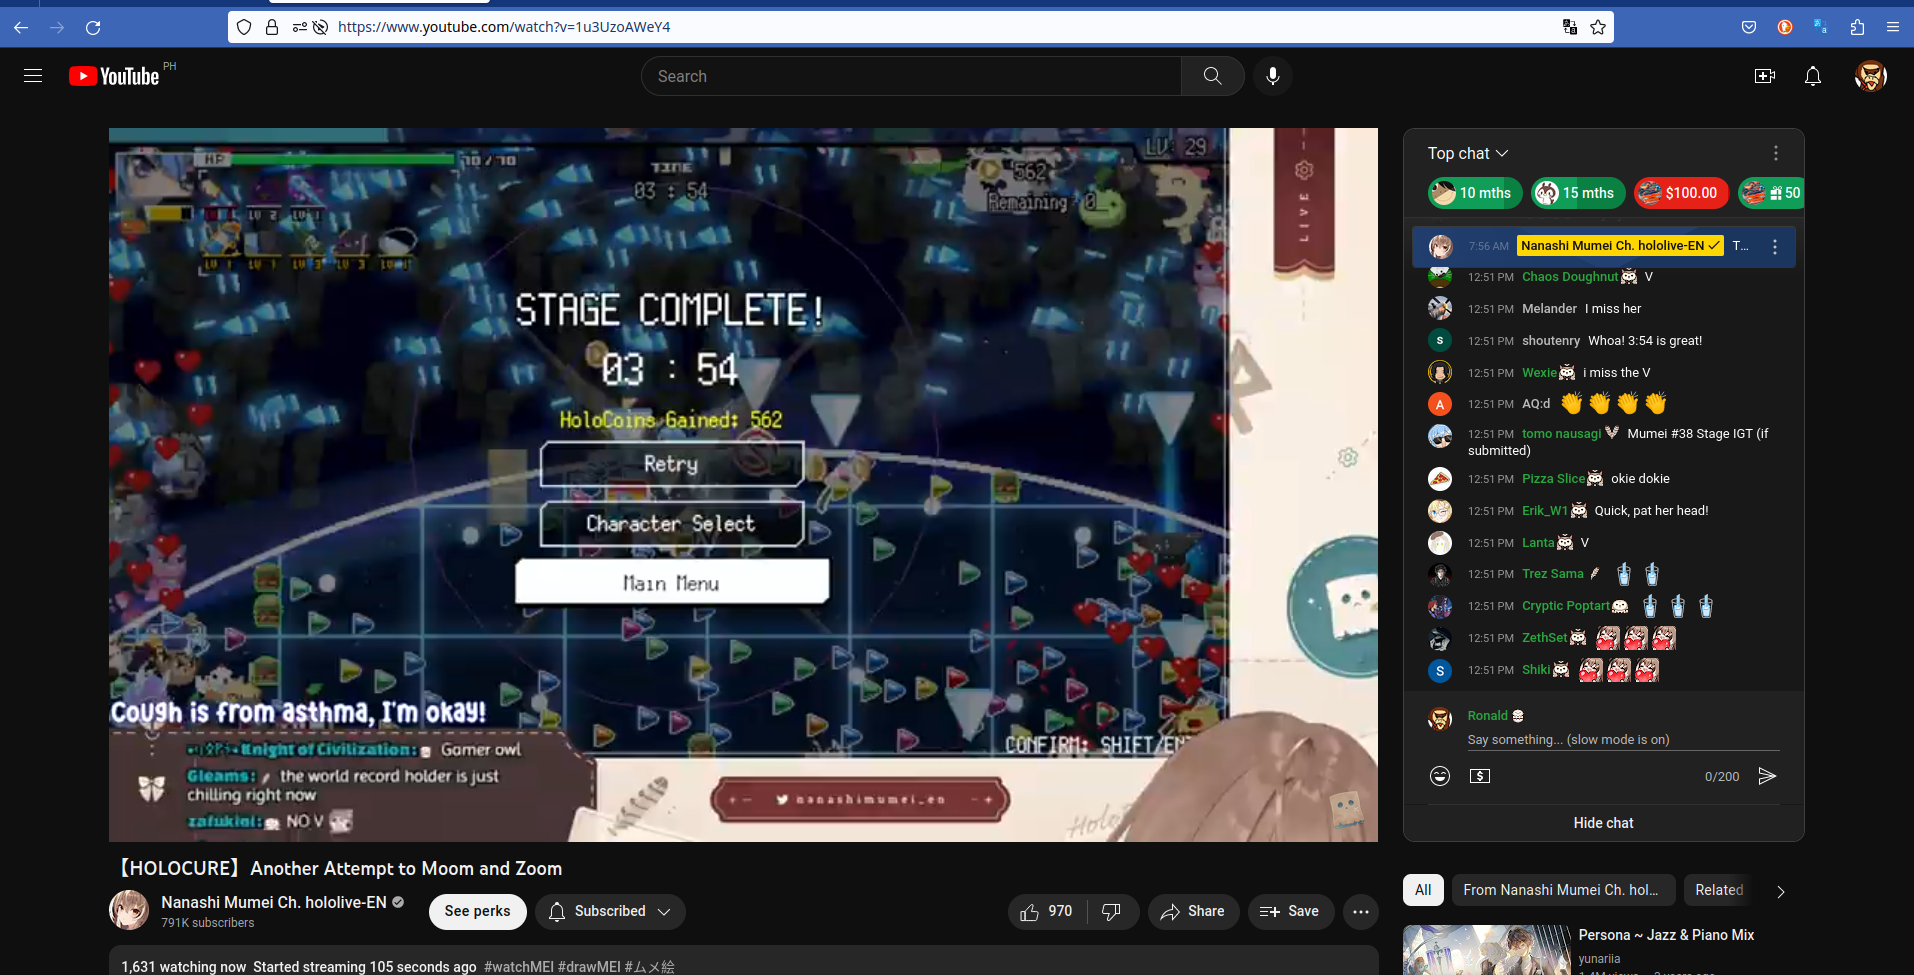 https://www.youtube.com/watch?v=1u3UzoAWeY4
YouTube PH
Search
HP 70/70
TIME
03 : 54
LV: 29
562
Remaining: 0
LIVE
STAGE COMPLETE!
03 : 54
HoloCoins Gained: 562
Retry
Character Select
Main Menu
Cough is from asthma, I'm okay!
CONFIRM: SHIFT/EN
Knight of Civilization: Gamer owl
Gleams: the world record holder is just
chilling right now
zafukini: NO V
nanashimumei_en
Top chat
10 mths
15 mths
$100.00
50
7:56 AM Nanashi Mumei Ch. hololive-EN T...
12:51 PM Chaos Doughnut V
12:51 PM Melander I miss her
12:51 PM shoutenry Whoa! 3:54 is great!
12:51 PM Wexie i miss the V
12:51 PM AQ:d 👏👏👏👏
12:51 PM tomo nausagi Mumei #38 Stage IGT (if
submitted)
12:51 PM Pizza Slice okie dokie
12:51 PM Erik_W1 Quick, pat her head!
12:51 PM Lanta V
12:51 PM Trez Sama
12:51 PM Cryptic Poptart
12:51 PM ZethSet
12:51 PM Shiki
Ronald
Say something... (slow mode is on)
0/200
Hide chat
【HOLOCURE】Another Attempt to Moom and Zoom
Nanashi Mumei Ch. hololive-EN
791K subscribers
See perks
Subscribed
970
Share
Save
1,631 watching now Started streaming 105 seconds ago #watchMEI #drawMEI #ムメ絵
All
From Nanashi Mumei Ch. hol...
Related
Persona ~ Jazz & Piano Mix
yunariia